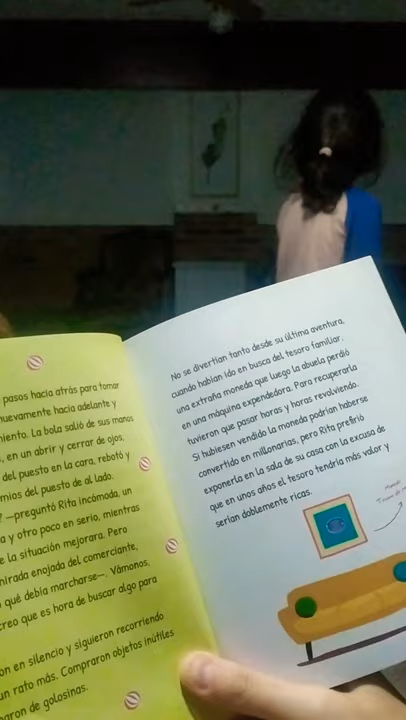 pasos hacia atrás para tomar
nuevamente hacia adelante y
miento. La bola salió de sus manos
, en un abrir y cerrar de ojos,
del puesto en la cara, rebotó y
mios del puesto de al lado.
? —preguntó Rita incómoda, un
a y otro poco en serio, mientras
e la situación mejorara. Pero
mirada enojada del comerciante,
o qué debía marcharse—. Vámonos,
creo que es hora de buscar algo para
on en silencio y siguieron recorriendo
un rato más. Compraron objetos inútiles
aron de golosinas.
No se divertían tanto desde su última aventura,
cuando habían ido en busca del tesoro familiar:
una extraña moneda que luego la abuela perdió
en una máquina expendedora. Para recuperarla
tuvieron que pasar horas y horas revolviendo.
Si hubiesen vendido la moneda podrían haberse
convertido en millonarias, pero Rita prefirió
exponerla en la sala de su casa con la excusa de
que en unos años el tesoro tendría más valor y
serían doblemente ricas.